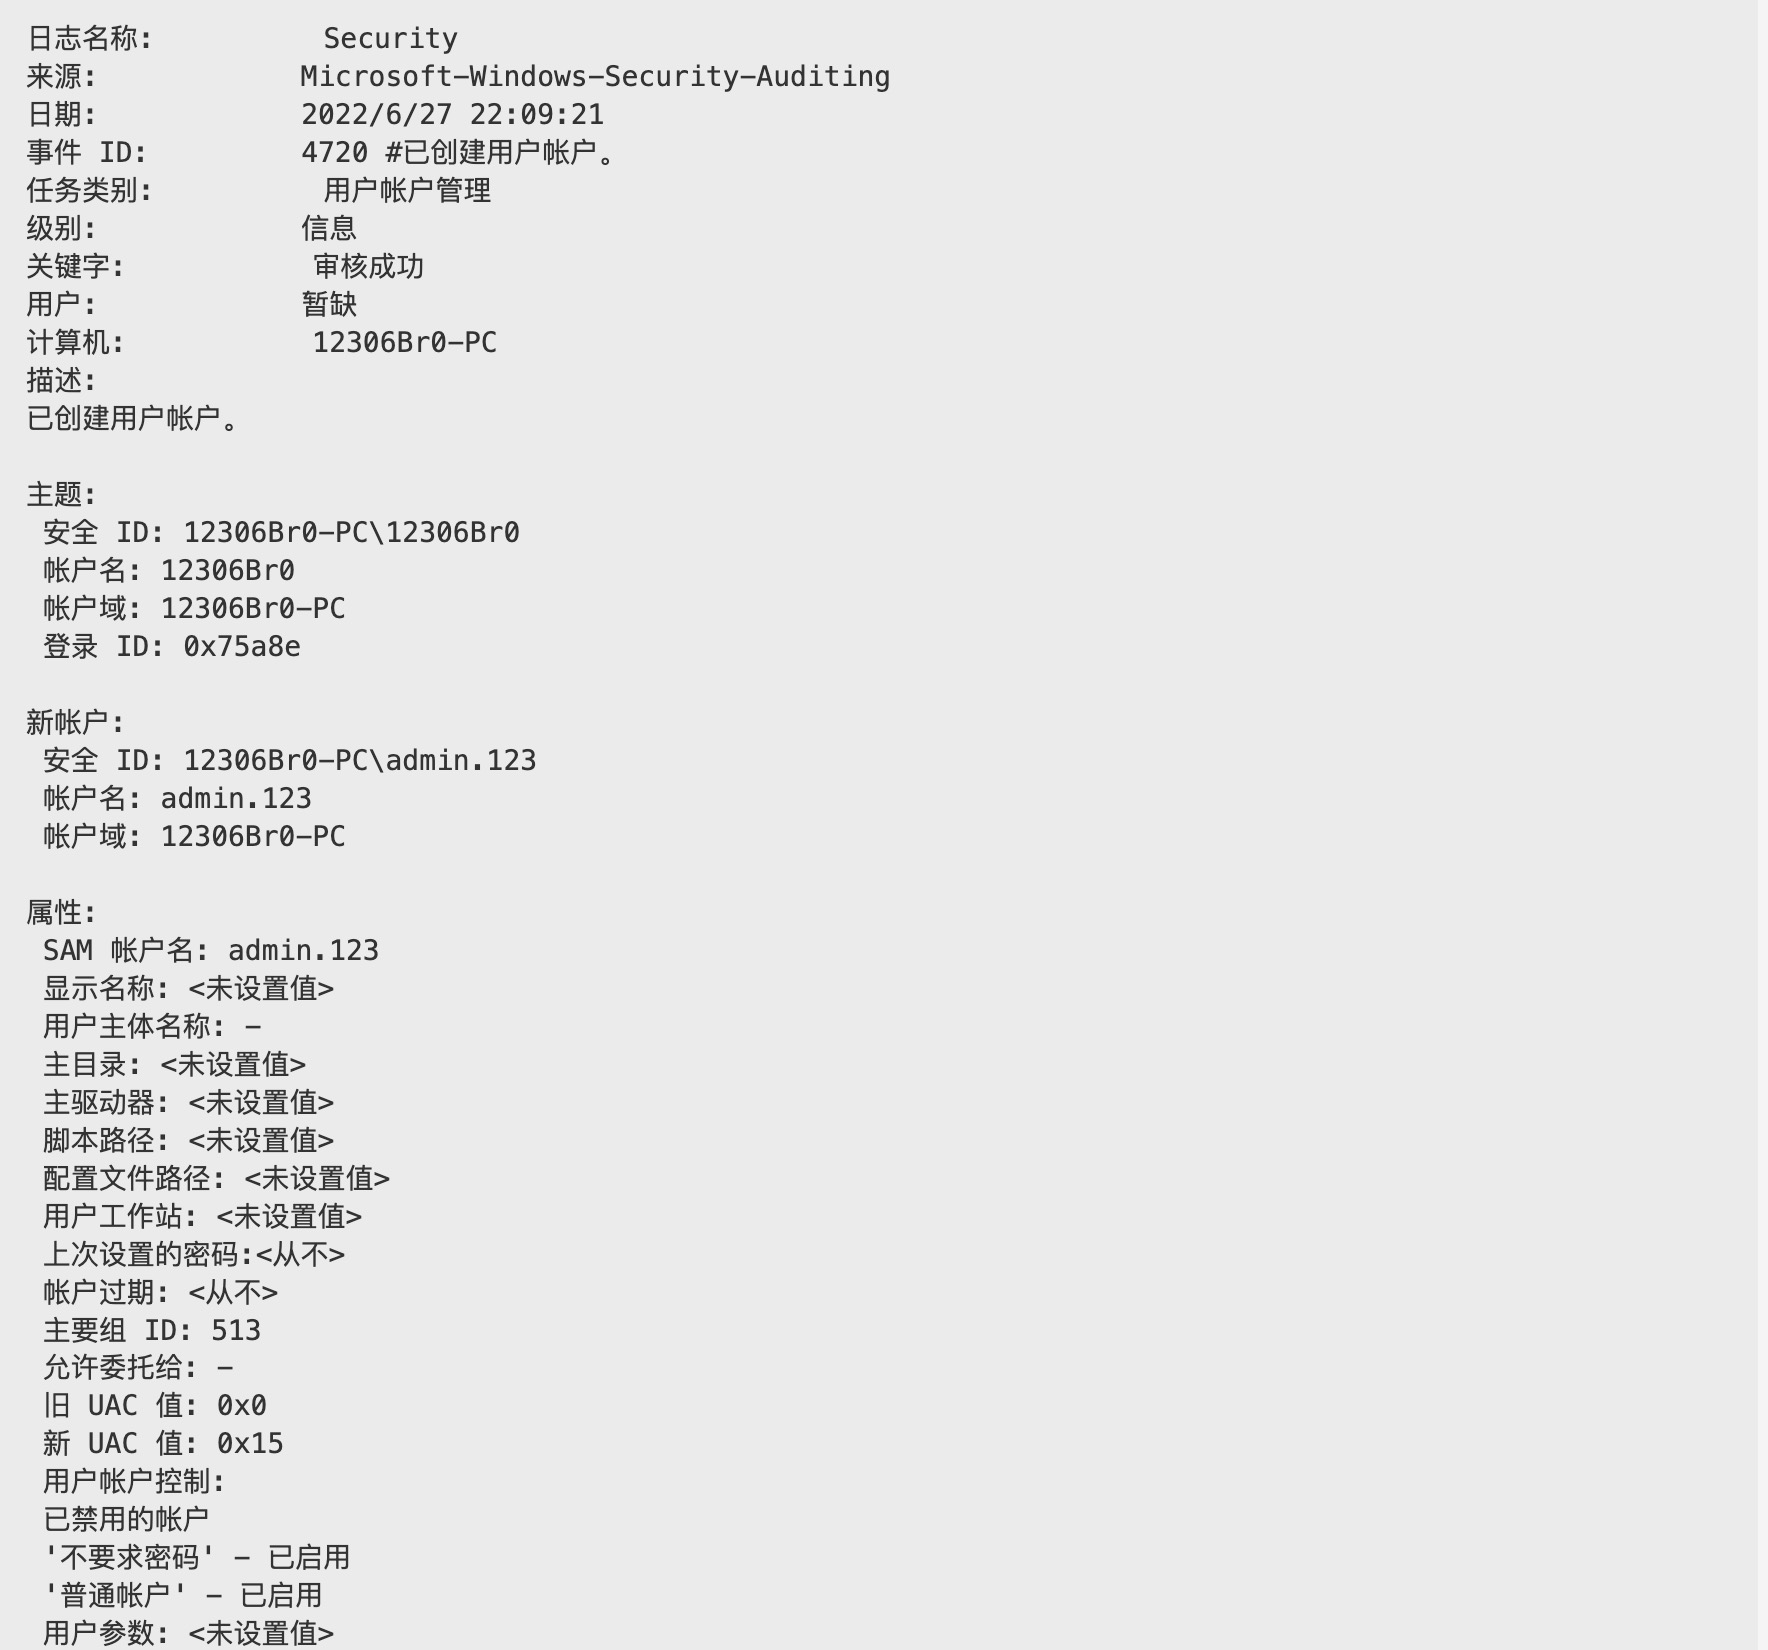 日志名称:          Security
来源:            Microsoft-Windows-Security-Auditing
日期:            2022/6/27 22:09:21
事件 ID:         4720 #已创建用户帐户。
任务类别:          用户帐户管理
级别:            信息
关键字:           审核成功
用户:            暂缺
计算机:           12306Br0-PC
描述:
已创建用户帐户。

主题:
 安全 ID: 12306Br0-PC\12306Br0
 帐户名: 12306Br0
 帐户域: 12306Br0-PC
 登录 ID: 0x75a8e

新帐户:
 安全 ID: 12306Br0-PC\admin.123
 帐户名: admin.123
 帐户域: 12306Br0-PC

属性:
 SAM 帐户名: admin.123
 显示名称: <未设置值>
 用户主体名称: -
 主目录: <未设置值>
 主驱动器: <未设置值>
 脚本路径: <未设置值>
 配置文件路径: <未设置值>
 用户工作站: <未设置值>
 上次设置的密码:<从不>
 帐户过期: <从不>
 主要组 ID: 513
 允许委托给: -
 旧 UAC 值: 0x0
 新 UAC 值: 0x15
 用户帐户控制:
 已禁用的帐户
 '不要求密码' - 已启用
 '普通帐户' - 已启用
 用户参数: <未设置值>